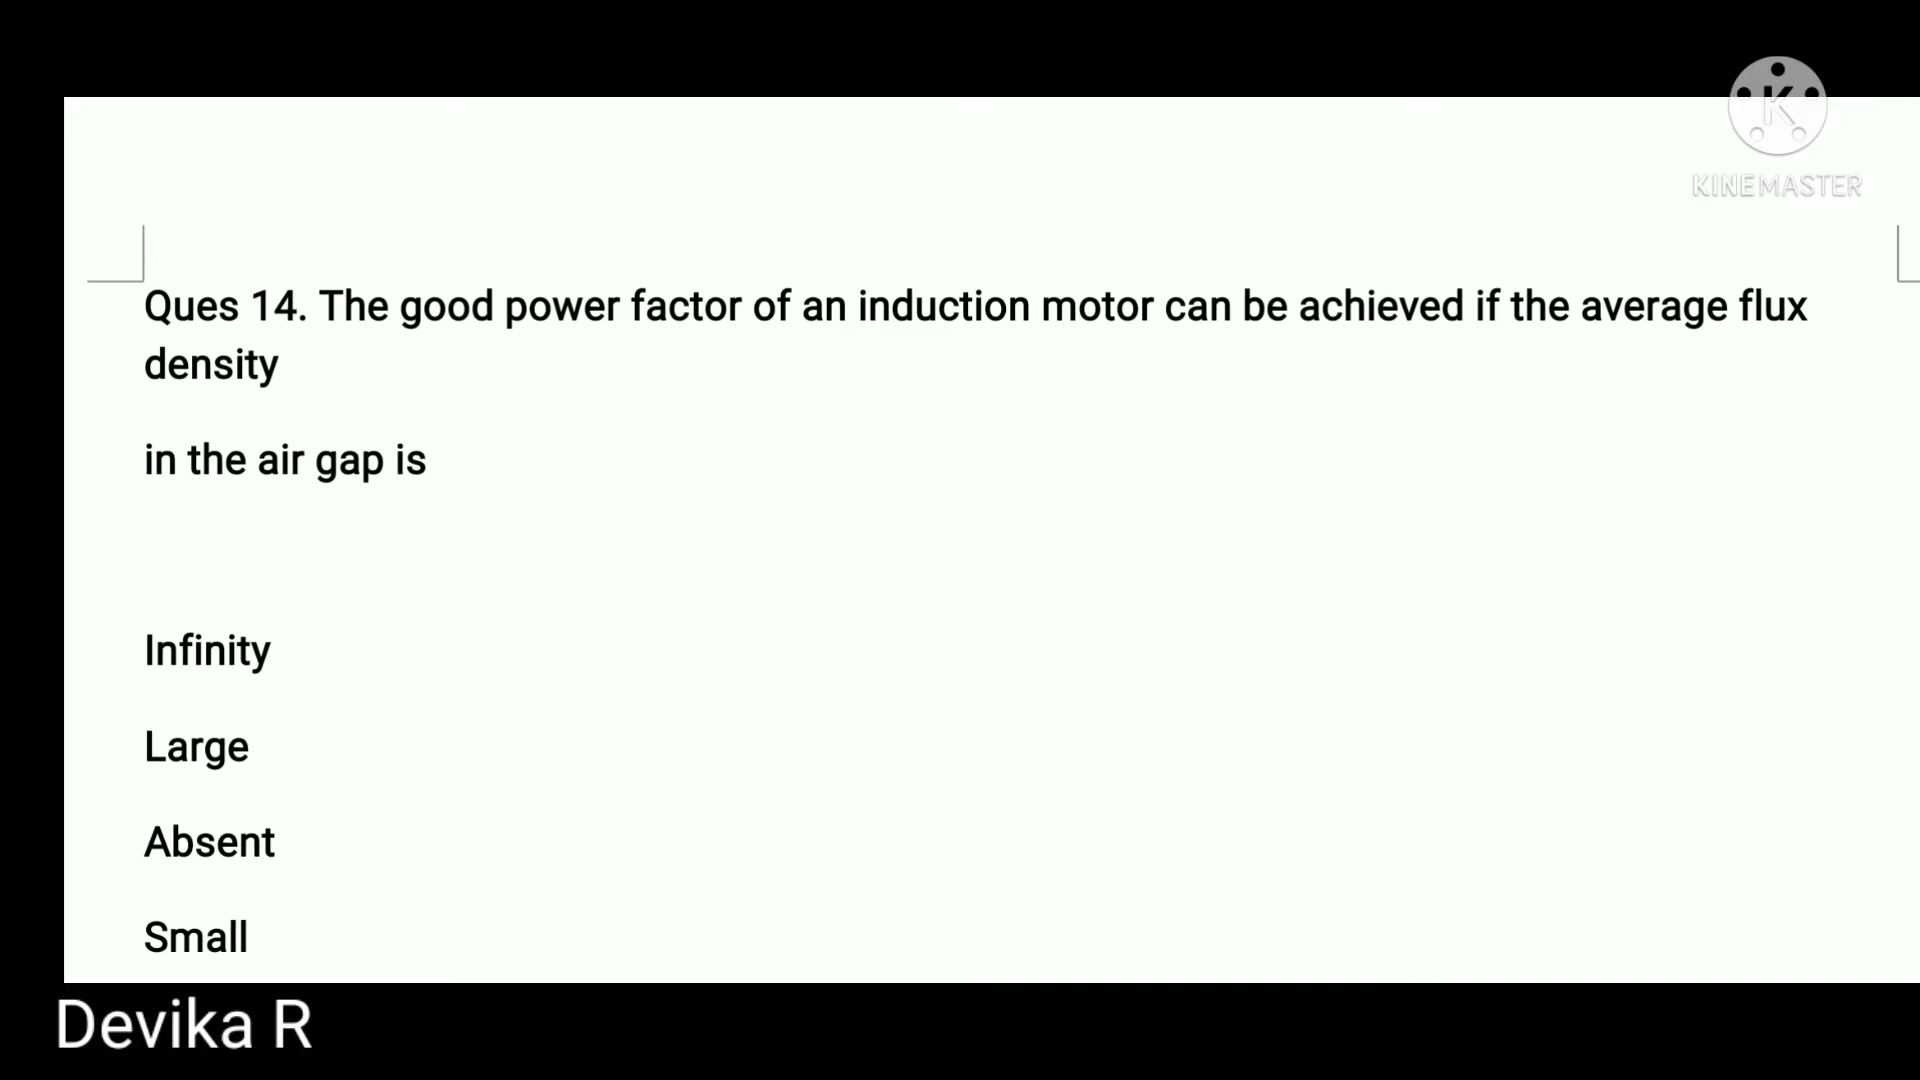 K
KINEMASTER
Ques 14. The good power factor of an induction motor can be achieved if the average flux
density
in the air gap is
Infinity
Large
Absent
Small
Devika R